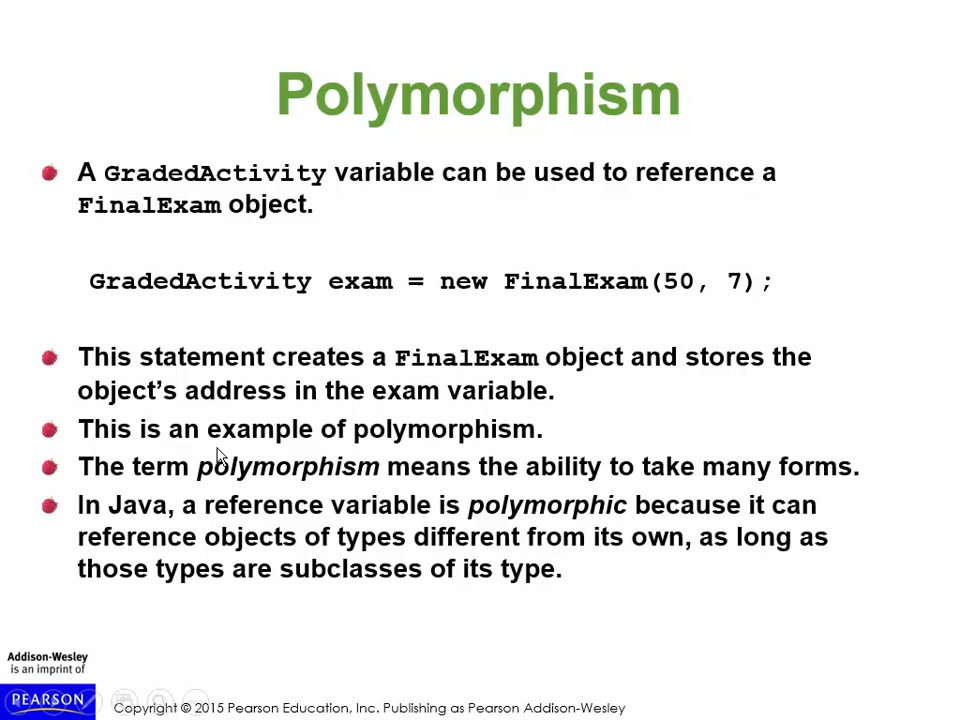 Polymorphism
A GradedActivity variable can be used to reference a
FinalExam object.
GradedActivity exam = new FinalExam(50, 7);
This statement creates a FinalExam object and stores the
object’s address in the exam variable.
This is an example of polymorphism.
The term polymorphism means the ability to take many forms.
In Java, a reference variable is polymorphic because it can
reference objects of types different from its own, as long as
those types are subclasses of its type.
Addison-Wesley
is an imprint of
PEARSON
Copyright © 2015 Pearson Education, Inc. Publishing as Pearson Addison-Wesley